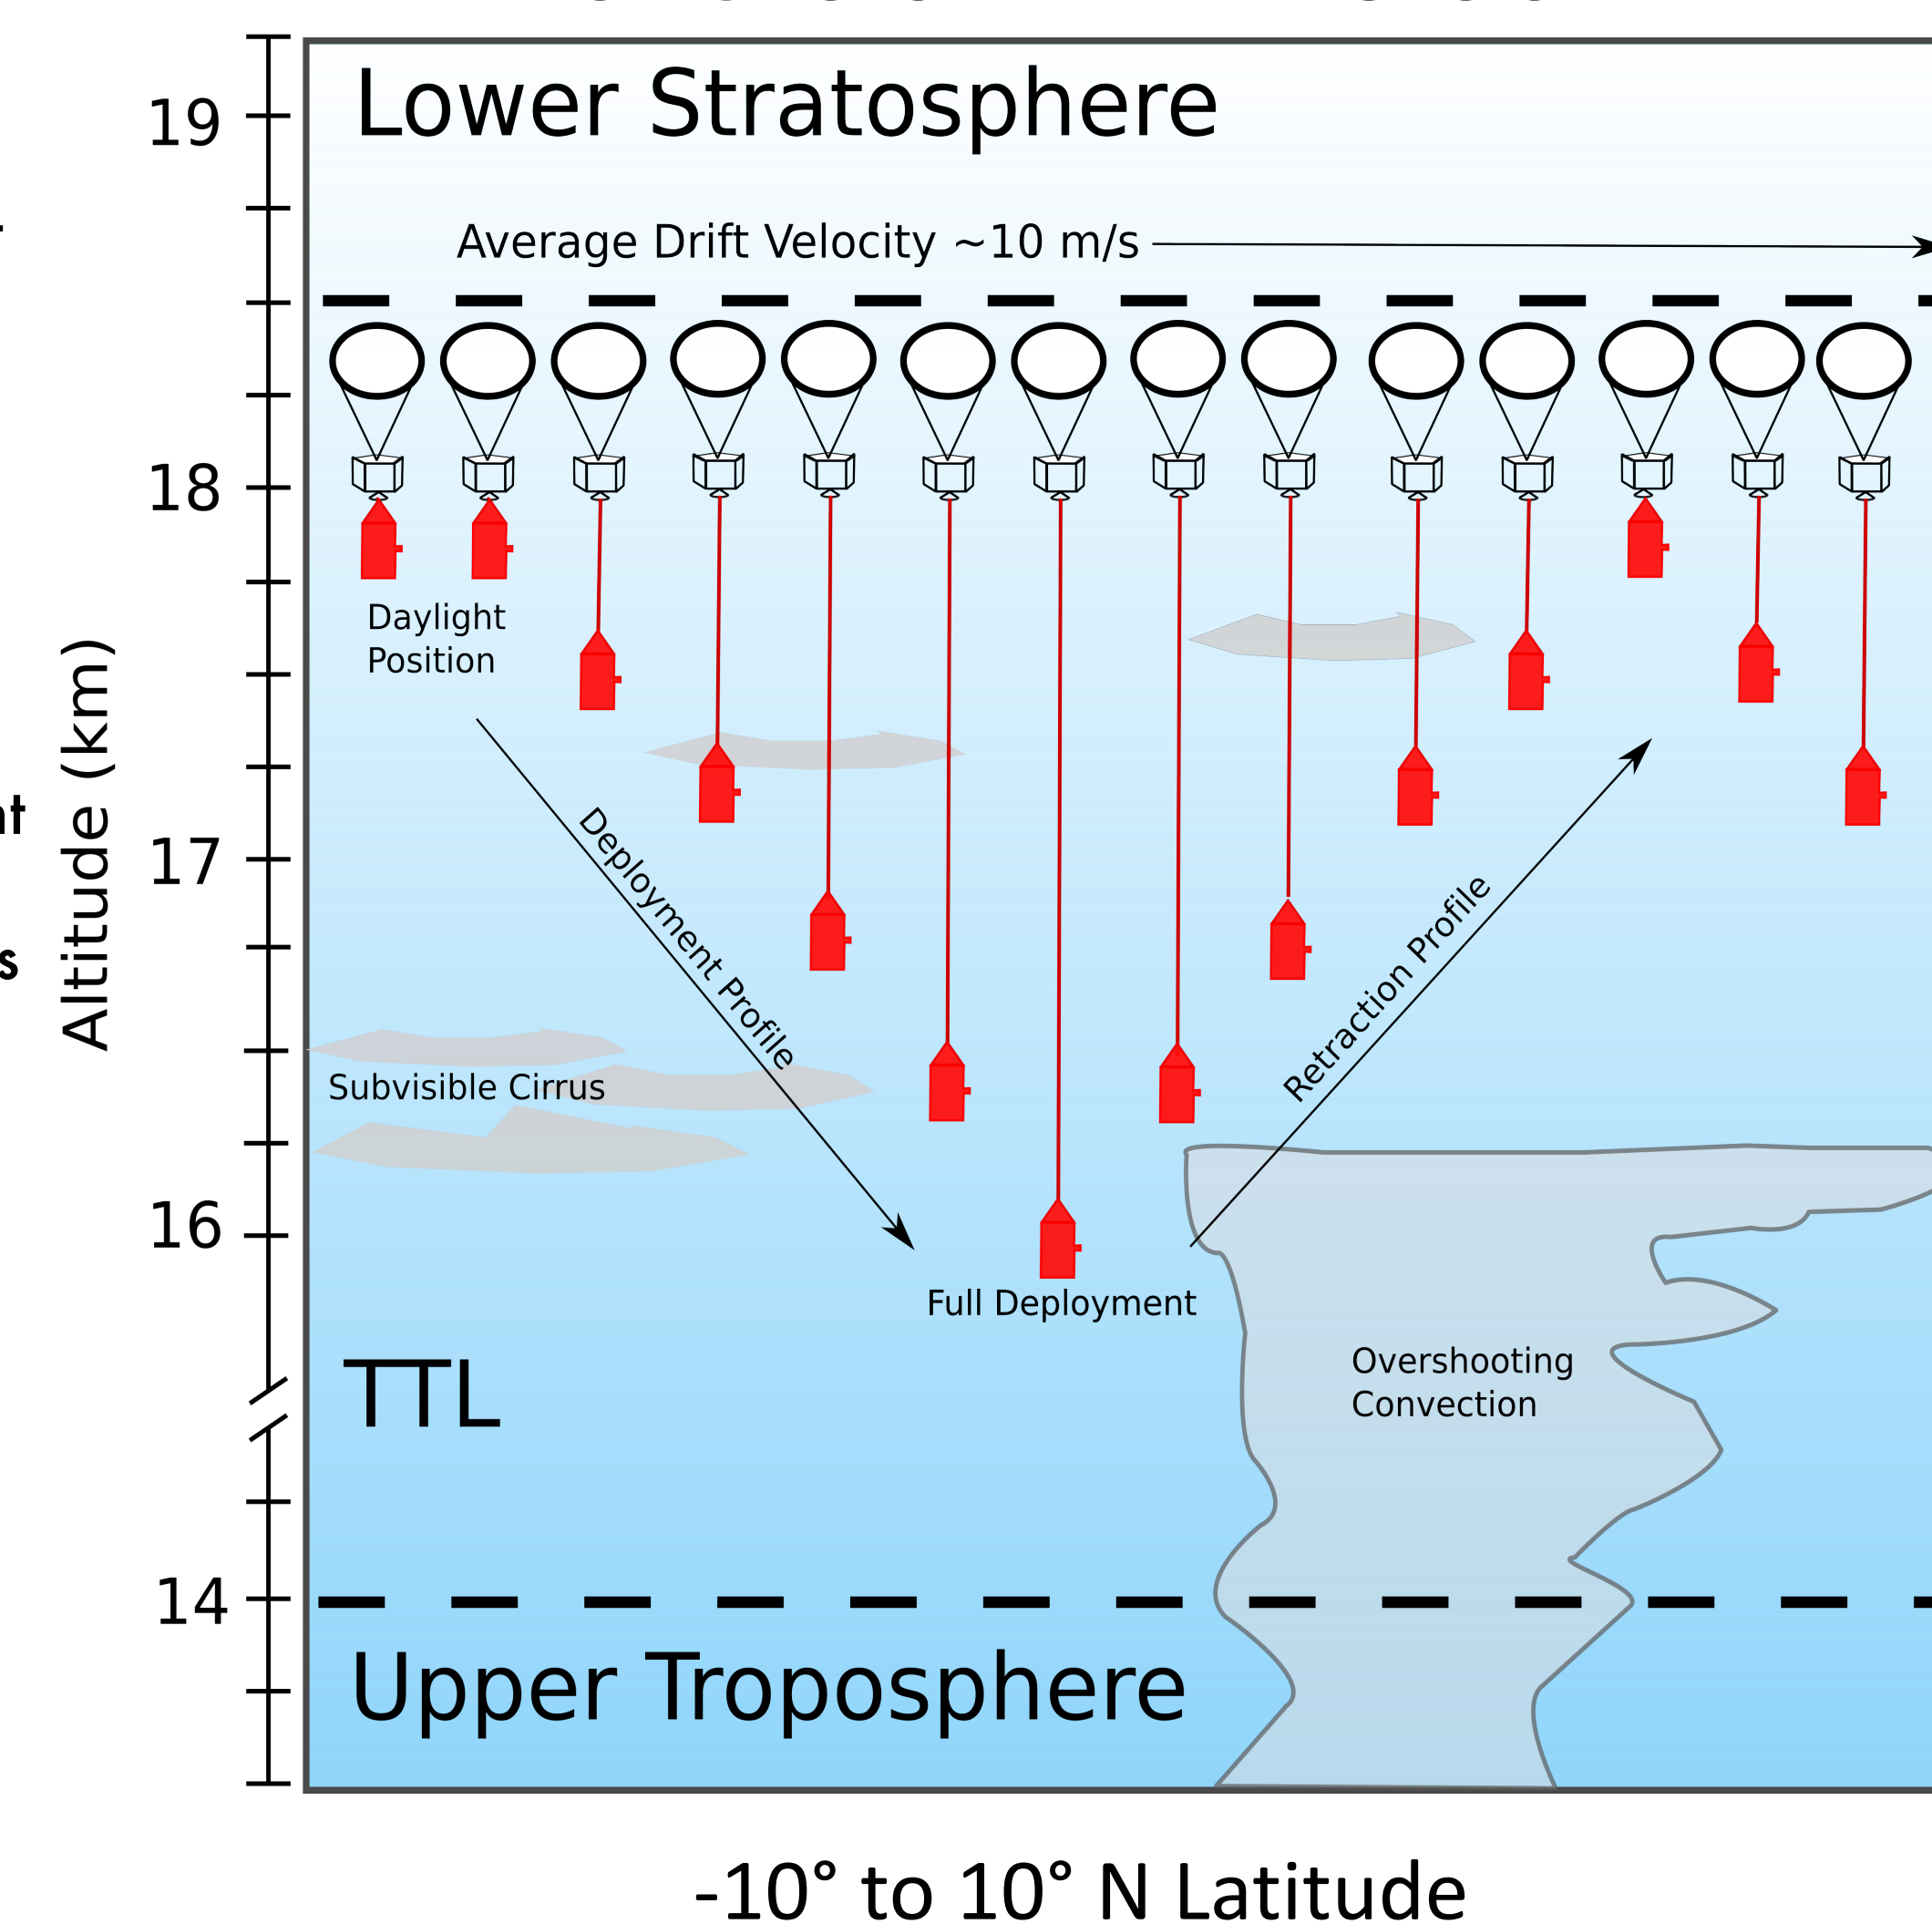 Lower Stratosphere
19
Average Drift Velocity ~10 m/s
18
Daylight
Position
17
Altitude (km)
Deployment Profile
Retraction Profile
Subvisible Cirrus
16
Full Deployment
Overshooting
Convection
TTL
14
Upper Troposphere
-10° to 10° N Latitude